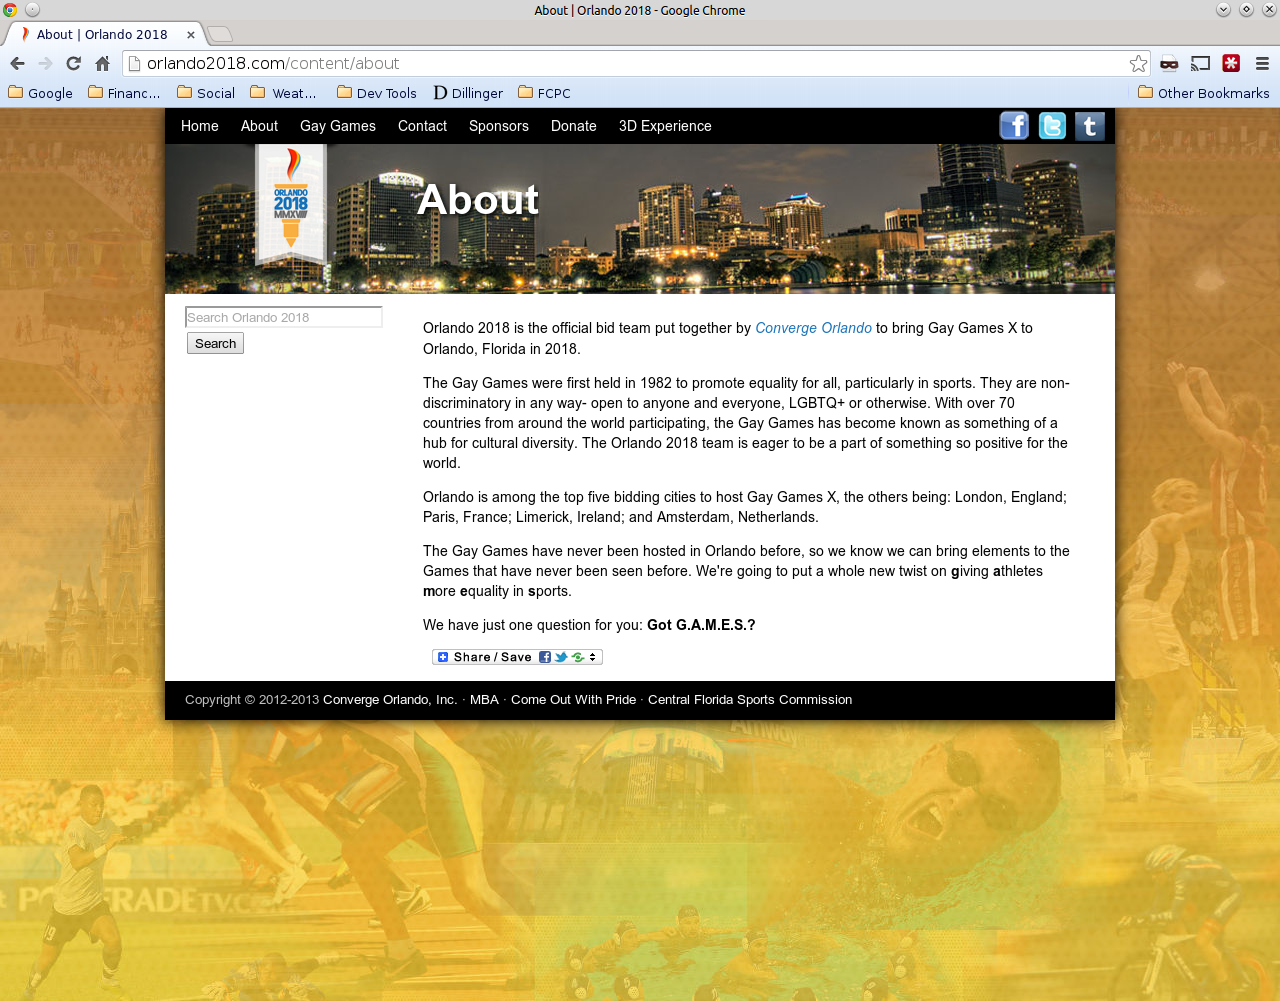 About | Orlando 2018 - Google Chrome
About | Orlando 2018
orlando2018.com/content/about
Google Financ... Social Weat... Dev Tools D Dillinger FCPC Other Bookmarks
Home About Gay Games Contact Sponsors Donate 3D Experience
ORLANDO
2018
MMXVIII
About
Search Orlando 2018
Search
Orlando 2018 is the official bid team put together by Converge Orlando to bring Gay Games X to
Orlando, Florida in 2018.
The Gay Games were first held in 1982 to promote equality for all, particularly in sports. They are non-
discriminatory in any way- open to anyone and everyone, LGBTQ+ or otherwise. With over 70
countries from around the world participating, the Gay Games has become known as something of a
hub for cultural diversity. The Orlando 2018 team is eager to be a part of something so positive for the
world.
Orlando is among the top five bidding cities to host Gay Games X, the others being: London, England;
Paris, France; Limerick, Ireland; and Amsterdam, Netherlands.
The Gay Games have never been hosted in Orlando before, so we know we can bring elements to the
Games that have never been seen before. We're going to put a whole new twist on giving athletes
more equality in sports.
We have just one question for you: Got G.A.M.E.S.?
Share / Save
Copyright © 2012-2013 Converge Orlando, Inc. · MBA · Come Out With Pride · Central Florida Sports Commission